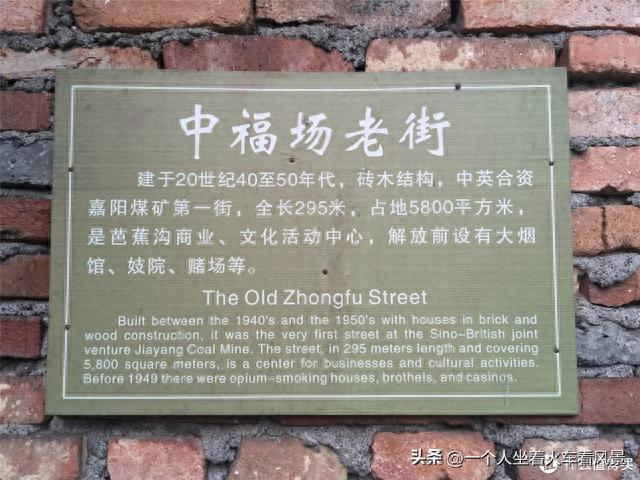 中福场老街
建于20世纪40至50年代，砖木结构，中英合资
嘉阳煤矿第一街，全长295米，占地5800平方米，
是芭蕉沟商业、文化活动中心，解放前设有大烟
馆、妓院、赌场等。
The Old Zhongfu Street
Built between the 1940's and the 1950's with houses in brick and
wood construction, it was the very first street at the Sino-British joint
venture Jiayang Coal Mine. The street, in 295 meters length and covering
5,800 square meters, is a center for businesses and cultural activities.
Before 1949 there were opium-smoking houses, brothels, and casinos.
头条 @一个人坐着火车看风景